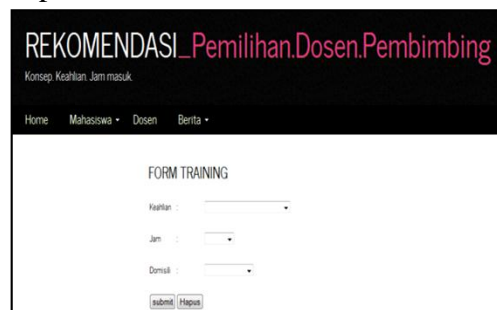 REKOMENDASI_Pemilihan.Dosen.Pembimbing
Konsep. Keahlian. Jam masuk.
Home Mahasiswa Dosen Berita
FORM TRAINING
Keahlian :
Jam :
Domisili :
submit Hapus